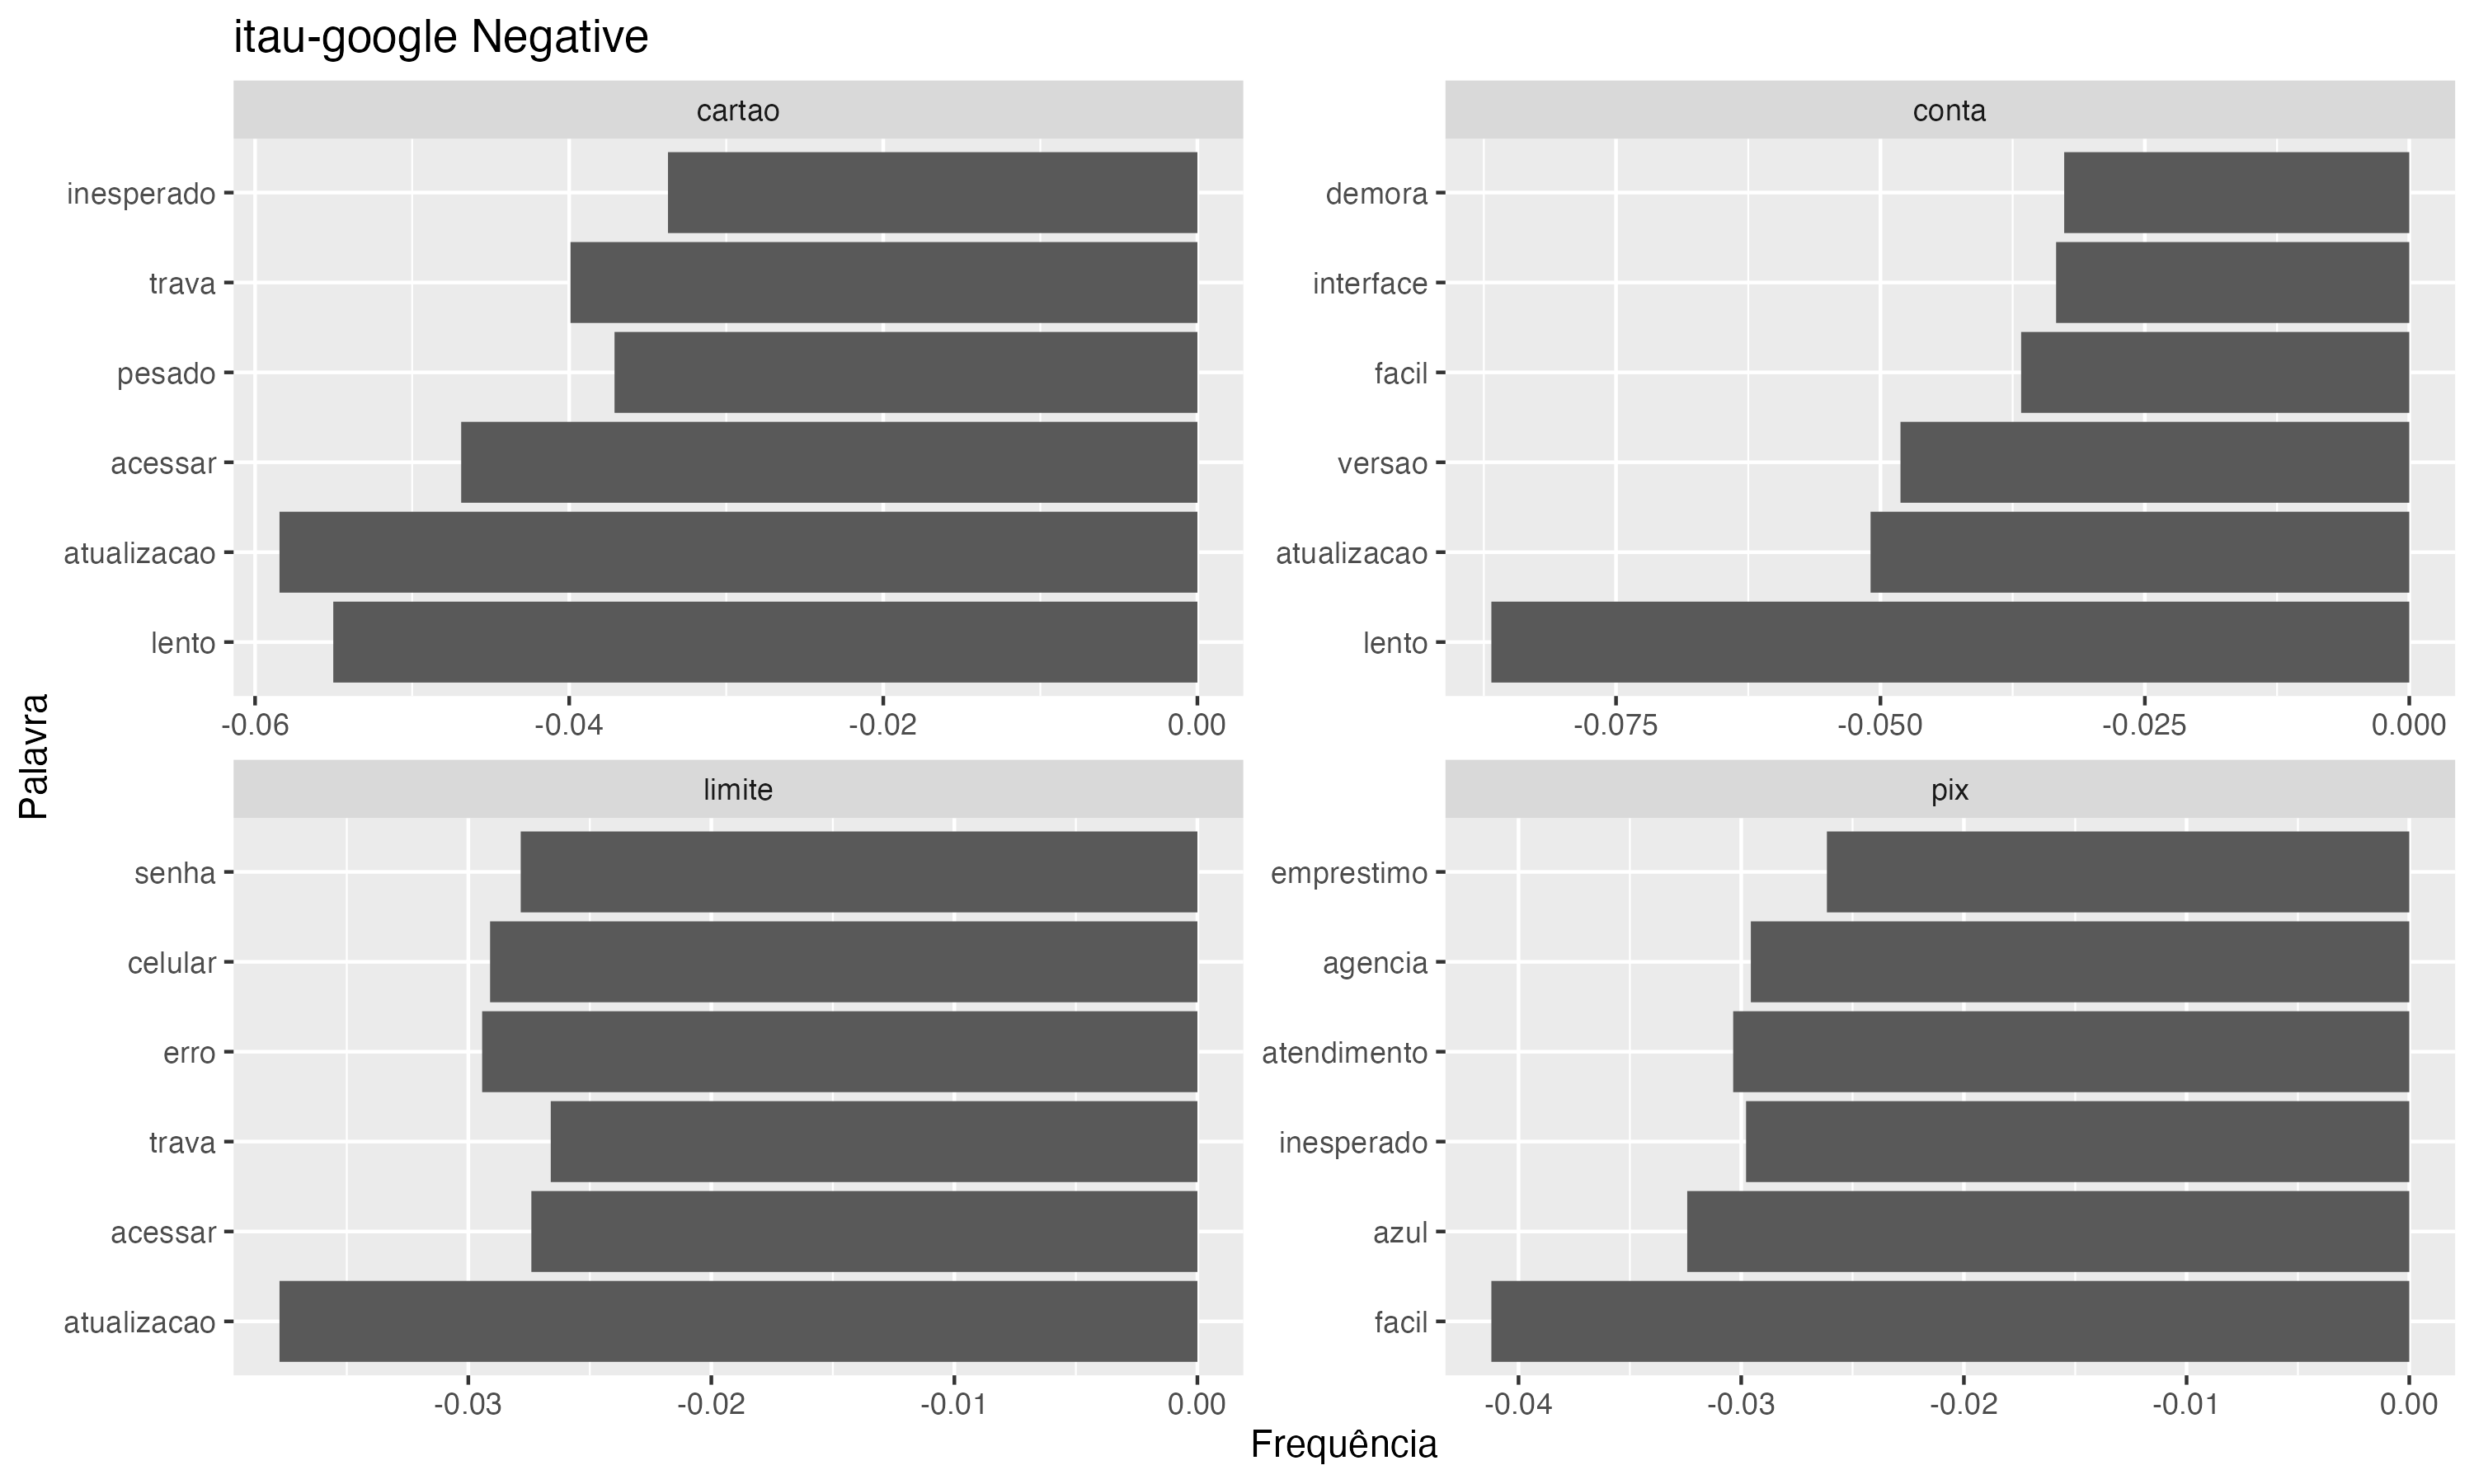 itau-google Negative
cartao
inesperado
trava
pesado
acessar
atualizacao
lento
-0.06 -0.04 -0.02 0.00
conta
demora
interface
facil
versao
atualizacao
lento
-0.075 -0.050 -0.025 0.000
limite
senha
celular
erro
trava
acessar
atualizacao
-0.03 -0.02 -0.01 0.00
pix
emprestimo
agencia
atendimento
inesperado
azul
facil
-0.04 -0.03 -0.02 -0.01 0.00
Palavra
Frequência